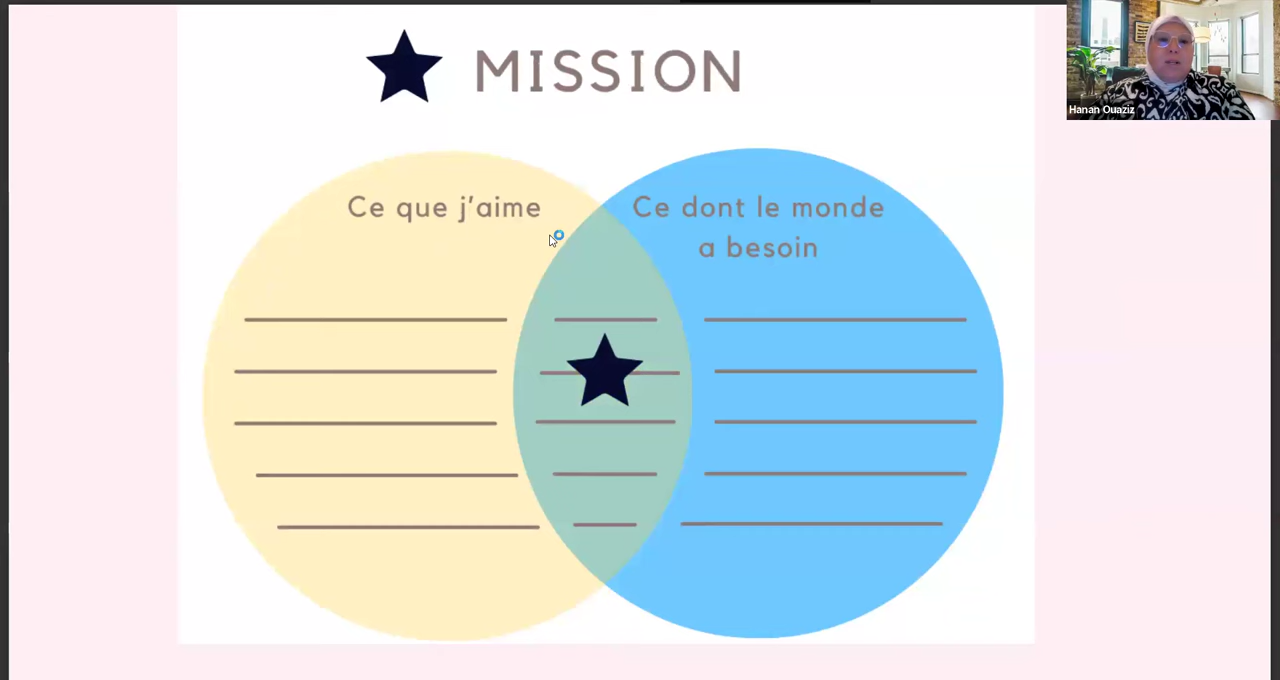 MISSION
Ce que j'aime
Ce dont le monde
a besoin
Hanan Ouaziz